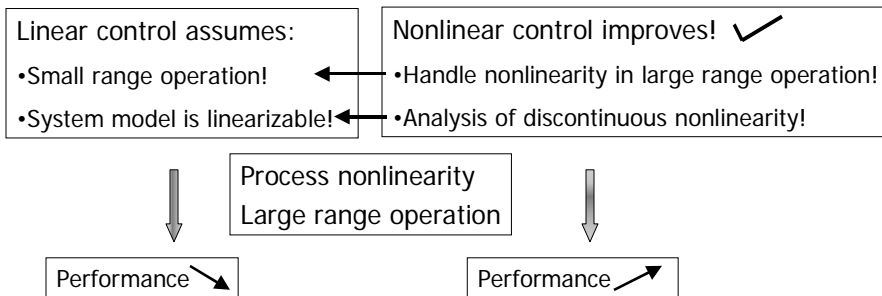 Linear control assumes:
•Small range operation!
•System model is linearizable!
Nonlinear control improves!
•Handle nonlinearity in large range operation!
•Analysis of discontinuous nonlinearity!
Process nonlinearity
Large range operation
Performance
Performance